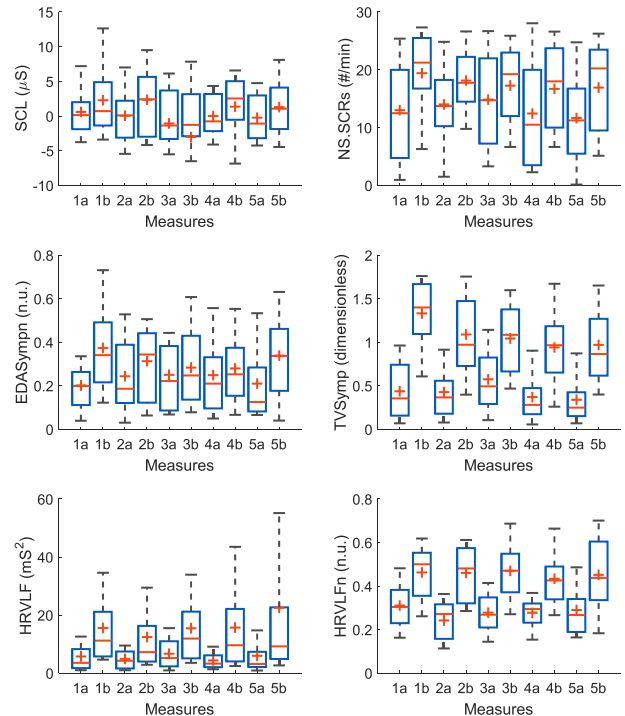 SCL (μS)
15
10
5
0
-5
-10
1a 1b 2a 2b 3a 3b 4a 4b 5a 5b
Measures
NS.SCRs (#/min)
30
20
10
0
1a 1b 2a 2b 3a 3b 4a 4b 5a 5b
Measures
EDASympn (n.u.)
0.8
0.6
0.4
0.2
0
1a 1b 2a 2b 3a 3b 4a 4b 5a 5b
Measures
TVSymp (dimensionless)
2
1.5
1
0.5
0
1a 1b 2a 2b 3a 3b 4a 4b 5a 5b
Measures
HRVLF (mS²)
60
40
20
0
1a 1b 2a 2b 3a 3b 4a 4b 5a 5b
Measures
HRVLFn (n.u.)
0.8
0.6
0.4
0.2
0
1a 1b 2a 2b 3a 3b 4a 4b 5a 5b
Measures